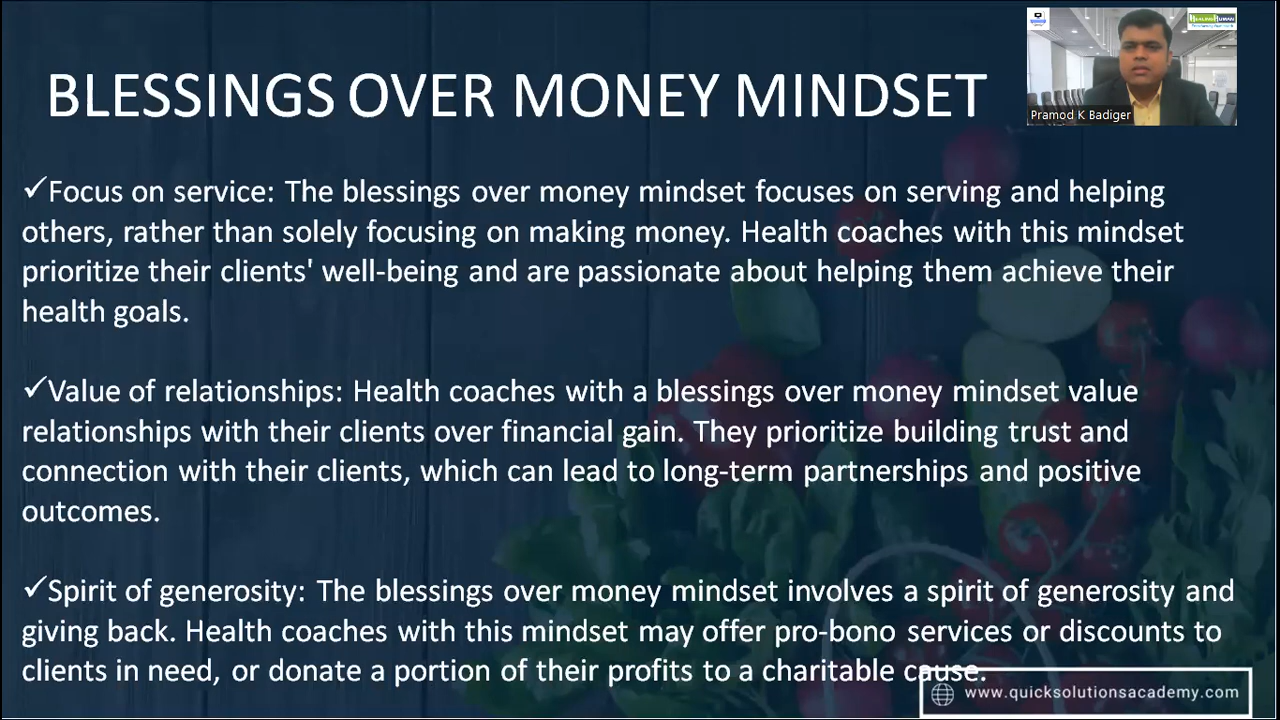 BLESSINGS OVER MONEY MINDSET
HEALINGHUMAN
Pramod K Badiger
✓Focus on service: The blessings over money mindset focuses on serving and helping
others, rather than solely focusing on making money. Health coaches with this mindset
prioritize their clients' well-being and are passionate about helping them achieve their
health goals.
✓Value of relationships: Health coaches with a blessings over money mindset value
relationships with their clients over financial gain. They prioritize building trust and
connection with their clients, which can lead to long-term partnerships and positive
outcomes.
✓Spirit of generosity: The blessings over money mindset involves a spirit of generosity and
giving back. Health coaches with this mindset may offer pro-bono services or discounts to
clients in need, or donate a portion of their profits to a charitable cause.
www.quicksolutionsacademy.com